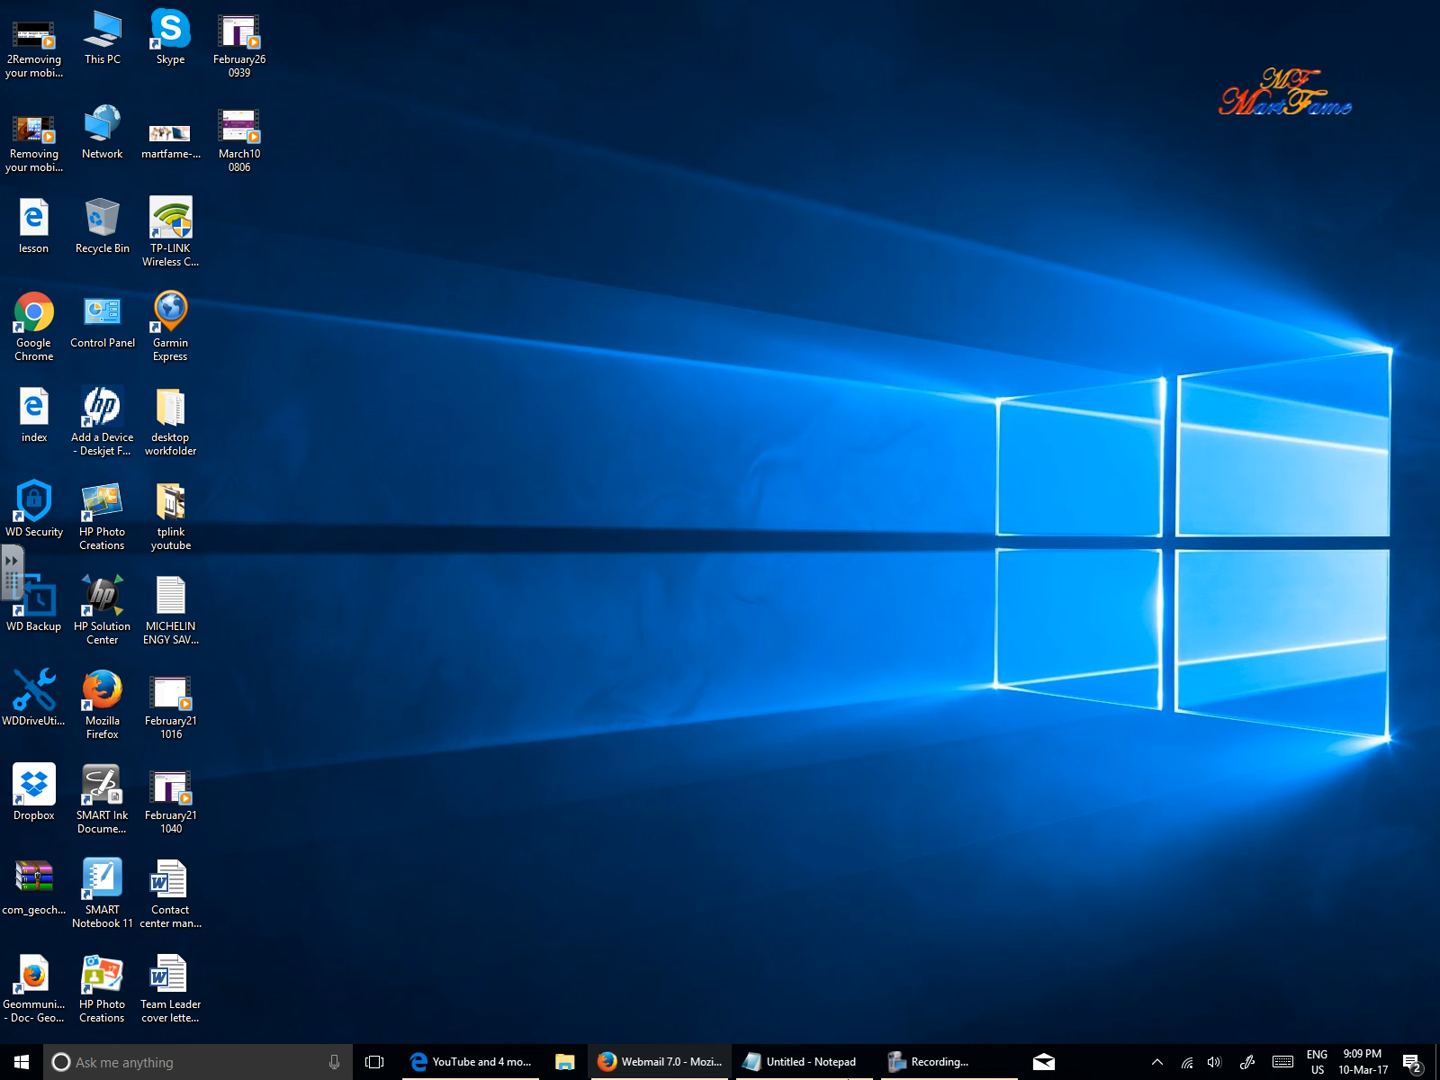 2Removing
your mobi...
This PC
Skype
February26
0939
Removing
your mobi...
Network
martfame-...
March10
0806
MF
MartFame
lesson
Recycle Bin
TP-LINK
Wireless C...
Google
Chrome
Control Panel
Garmin
Express
index
Add a Device
- Deskjet F...
desktop
workfolder
WD Security
HP Photo
Creations
tplink
youtube
WD Backup
HP Solution
Center
MICHELIN
ENGY SAV...
WDDriveUti...
Mozilla
Firefox
February21
1016
Dropbox
SMART Ink
Docume...
February21
1040
com_geoch...
SMART
Notebook 11
Contact
center man...
Geommuni...
- Doc- Geo...
HP Photo
Creations
Team Leader
cover lette...
Ask me anything
YouTube and 4 mo...
Webmail 7.0 - Mozi...
Untitled - Notepad
Recording...
ENG
US
9:09 PM
10-Mar-17
2